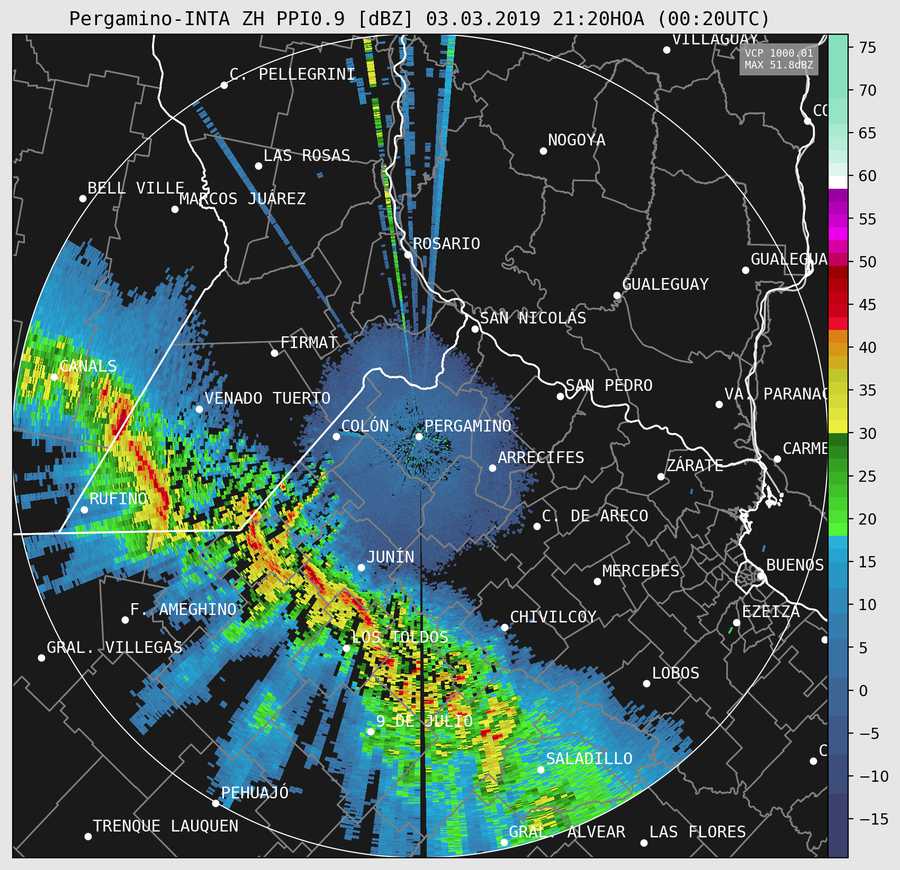 Pergamino-INTA ZH PPI0.9 [dBZ] 03.03.2019 21:20HOA (00:20UTC)
VILLAGUAY
VCP 1000.01
MAX 51.8dBZ
C. PELLEGRINI
CO
NOGOYA
LAS ROSAS
BELL VILLE
MARCOS JUÁREZ
ROSARIO
GUALEGUA
GUALEGUAY
SAN NICOLÁS
FIRMAT
CANALS
SAN PEDRO
VENADO TUERTO
VA. PARANAC
COLÓN
PERGAMINO
CARME
ARRECIFES
ZÁRATE
RUFINO
C. DE ARECO
JUNÍN
MERCEDES
BUENOS
F. AMEGHINO
EZEIZA
CHIVILCOY
GRAL. VILLEGAS
LOS TOLDOS
LOBOS
9 DE JULIO
SALADILLO
C
PEHUAJÓ
TRENQUE LAUQUEN
GRAL. ALVEAR
LAS FLORES
75
70
65
60
55
50
45
40
35
30
25
20
15
10
5
0
−5
−10
−15